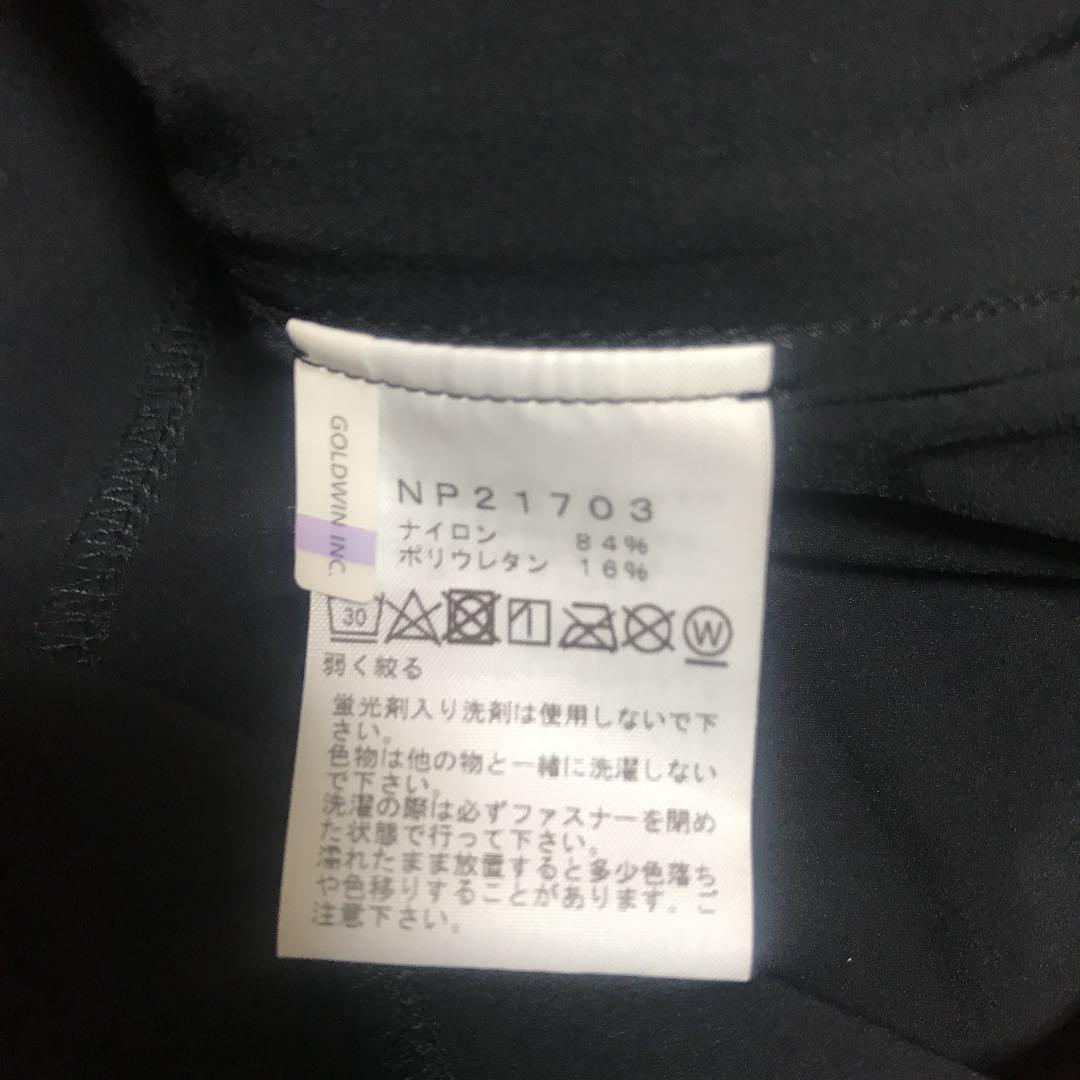 GOLDWIN INC.
NP21703
ナイロン 84%
ポリウレタン 16%
30
W
弱く絞る
蛍光剤入り洗剤は使用しないで下
さい。
色物は他の物と一緒に洗濯しない
で下さい。
洗濯の際は必ずファスナーを閉め
た状態で行って下さい。
濡れたまま放置すると多少色落ち
や色移りすることがあります。ご
注意下さい。